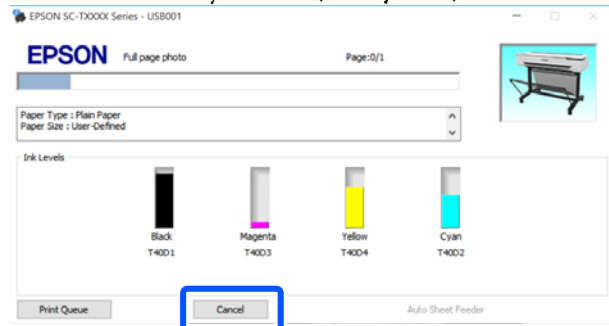 EPSON SC-TXXXX Series - USB001
EPSON
Full page photo
Page:0/1
Paper Type : Plain Paper
Paper Size : User-Defined
Ink Levels
Black
Magenta
Yellow
Cyan
T40D1
T40D3
T40D4
T40D2
Print Queue
Cancel
Auto Sheet Feeder